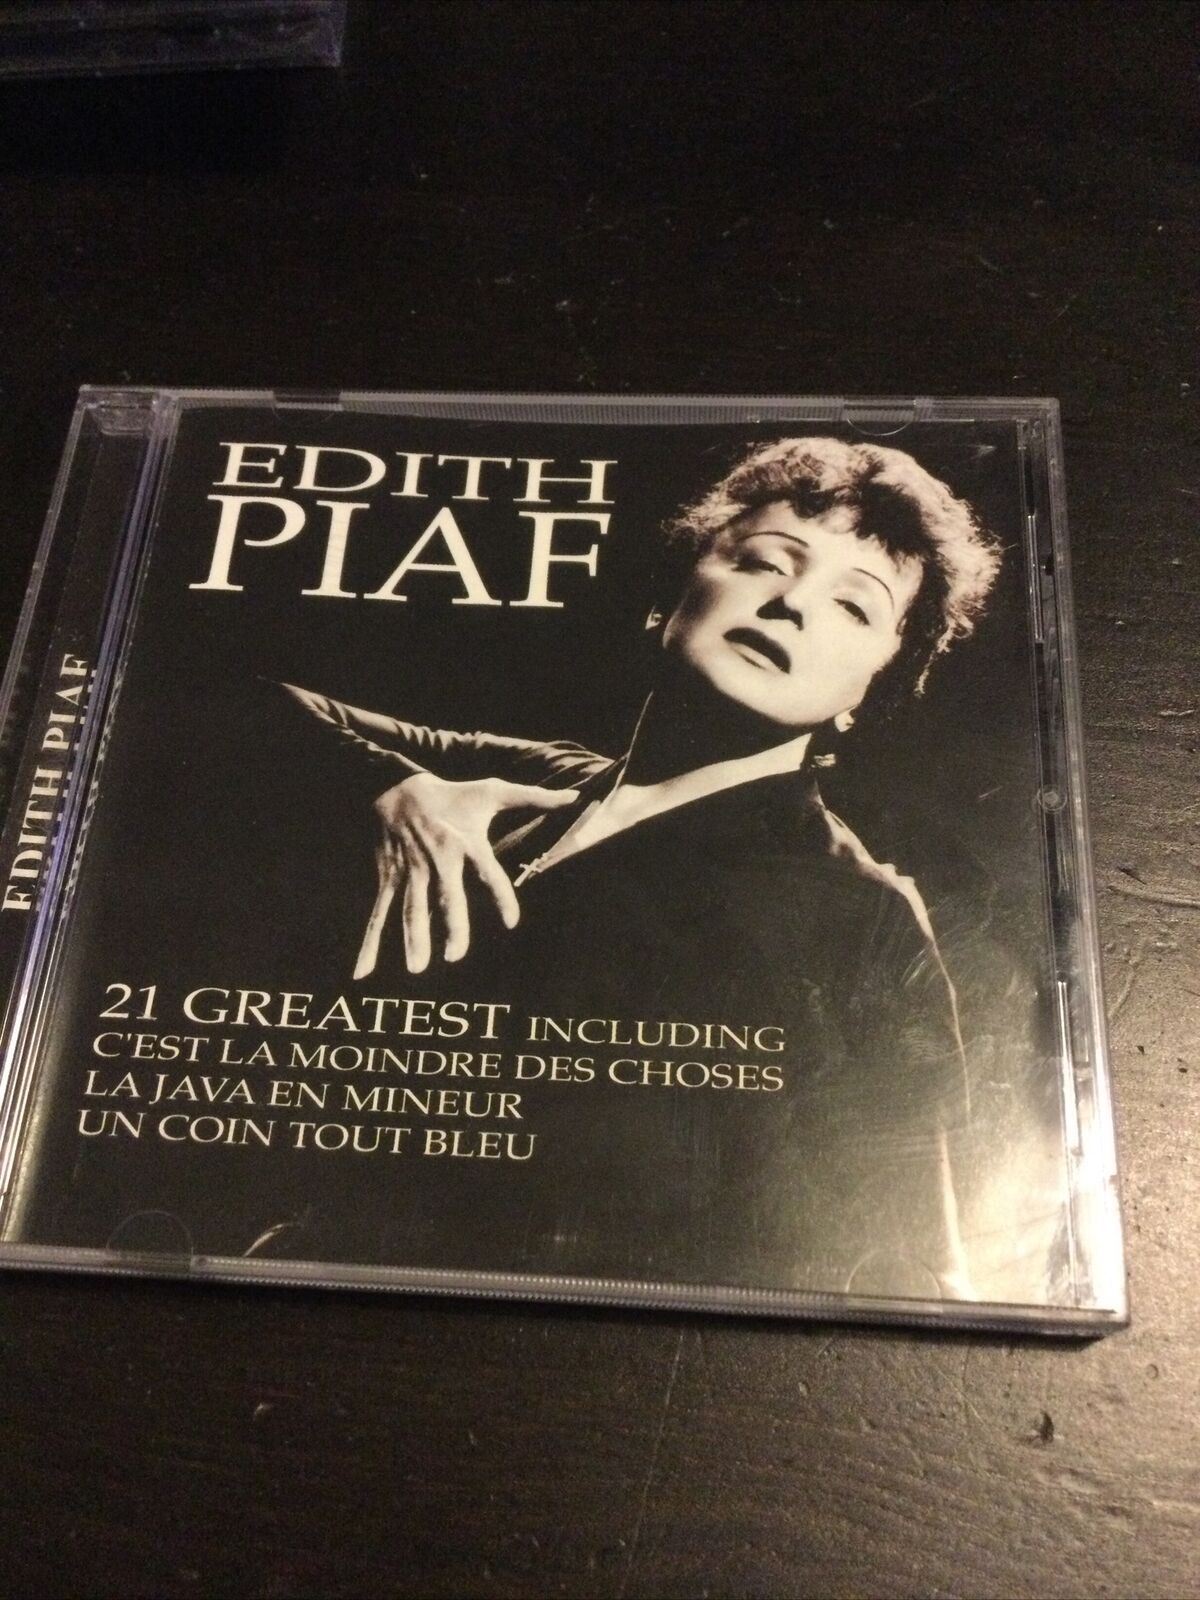 EDITH
PIAF
EDITH PIAF
21 GREATEST INCLUDING
C'EST LA MOINDRE DES CHOSES
LA JAVA EN MINEUR
UN COIN TOUT BLEU